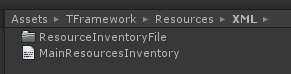 Assets ▸ TFramework ▸ Resources ▸ XML ▸
ResourceInventoryFile
MainResourcesInventory